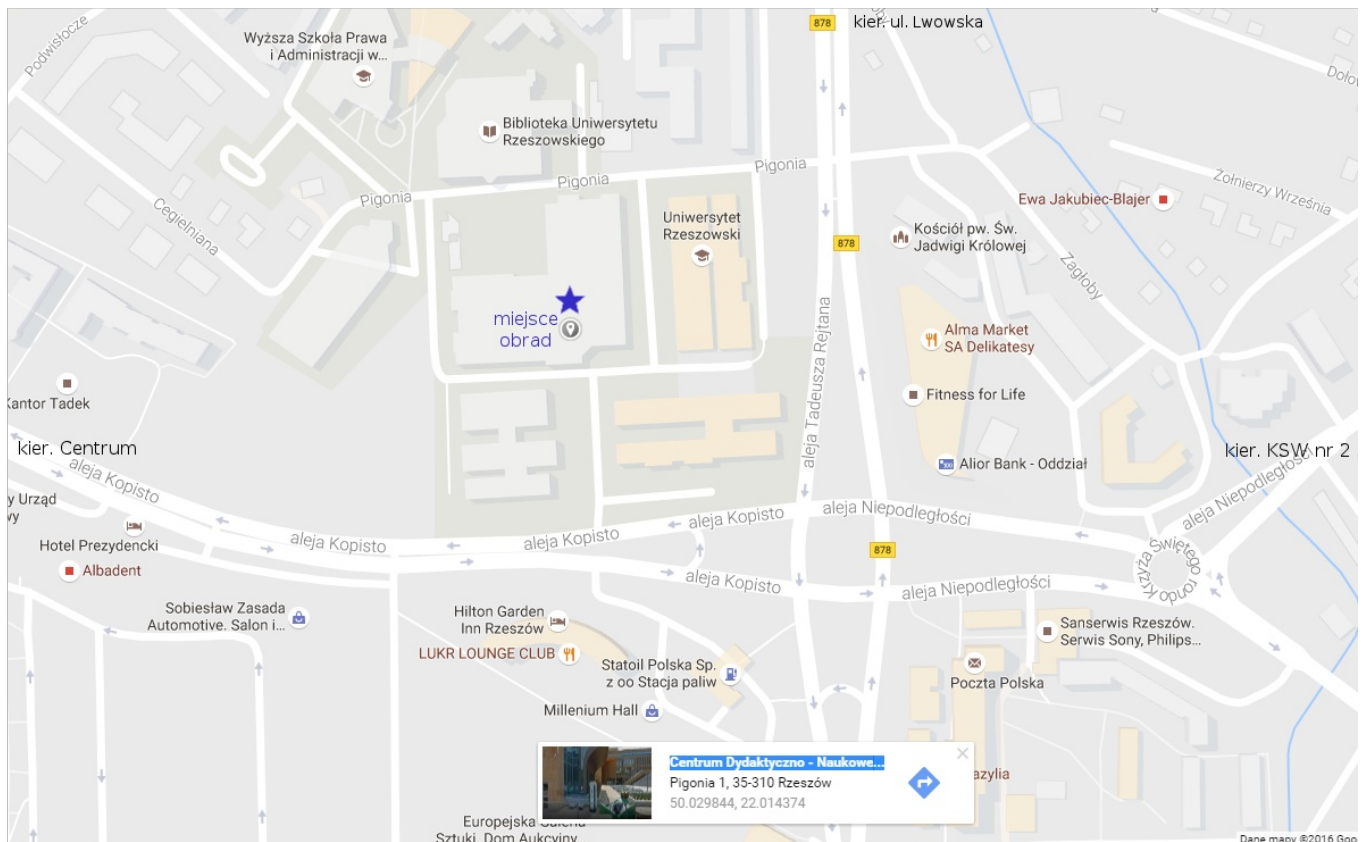 878
kier. ul. Lwowska
Wyższa Szkoła Prawa
i Administracji w...
Podwisłocze
Biblioteka Uniwersytetu
Rzeszowskiego
Pigonia
Pigonia
Pigonia
Cegielniana
Żołnierzy Września
Ewa Jakubiec-Blajer
Uniwersytet
Rzeszowski
878
Kościół pw. Św.
Jadwigi Królowej
Zagłoby
miejsce
obrad
aleja Tadeusza Rejtana
Alma Market
SA Delikatesy
Kantor Tadek
Fitness for Life
kier. Centrum
kier. KSW nr 2
aleja Kopisto
Alior Bank - Oddział
aleja Niepodległości
Urząd
aleja Kopisto
aleja Kopisto
aleja Kopisto
aleja Niepodległości
Hotel Prezydencki
878
rondo Krzyża Świętego
Albadent
aleja Kopisto
aleja Niepodległości
Sobiesław Zasada
Automotive. Salon i...
Hilton Garden
Inn Rzeszów
LUKR LOUNGE CLUB
Sanserwis Rzeszów.
Serwis Sony, Philips...
Statoil Polska Sp.
z oo Stacja paliw
Poczta Polska
Millenium Hall
Centrum Dydaktyczno - Naukowe...
Pigonia 1, 35-310 Rzeszów
50.029844, 22.014374
Europejska Galeria
Sztuki, Dom Aukcyjny
Dane mapy ©2016 Goo